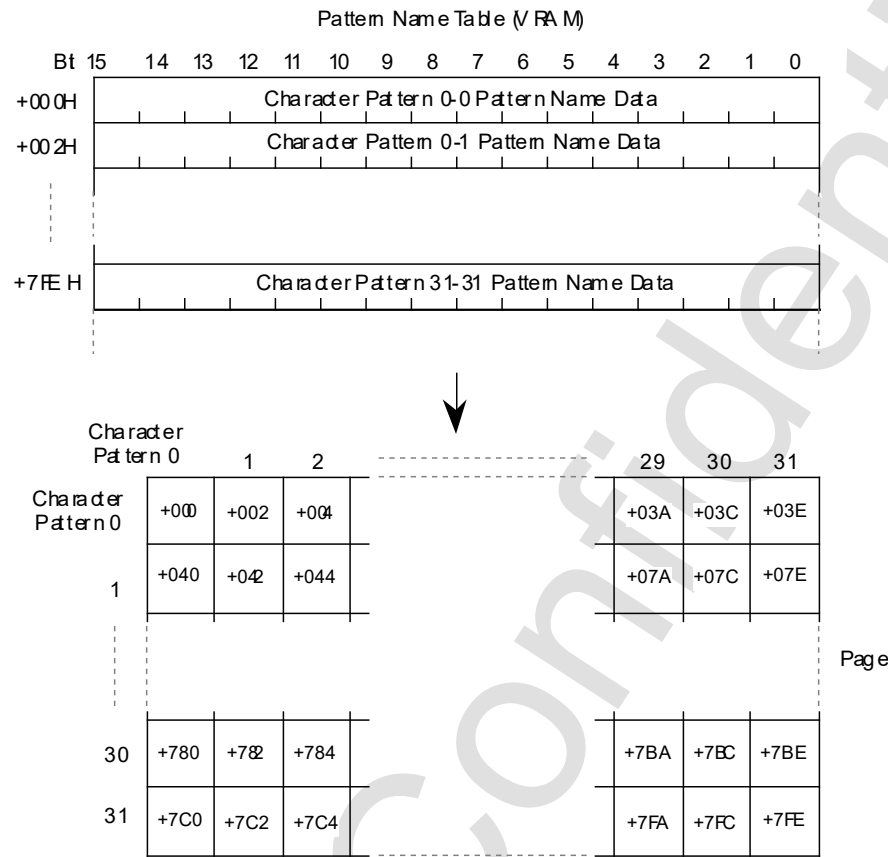 Pattern Name Table (VRAM)
Bit 15 14 13 12 11 10 9 8 7 6 5 4 3 2 1 0
+000H Character Pattern 0-0 Pattern Name Data
+002H Character Pattern 0-1 Pattern Name Data
+7FEH Character Pattern 31-31 Pattern Name Data
Character
Pattern 0 1 2 29 30 31
Character
Pattern 0 +000 +002 +004 +03A +03C +03E
1 +040 +042 +044 +07A +07C +07E
Page
30 +780 +782 +784 +7BA +7BC +7BE
31 +7C0 +7C2 +7C4 +7FA +7FC +7FE
Confident